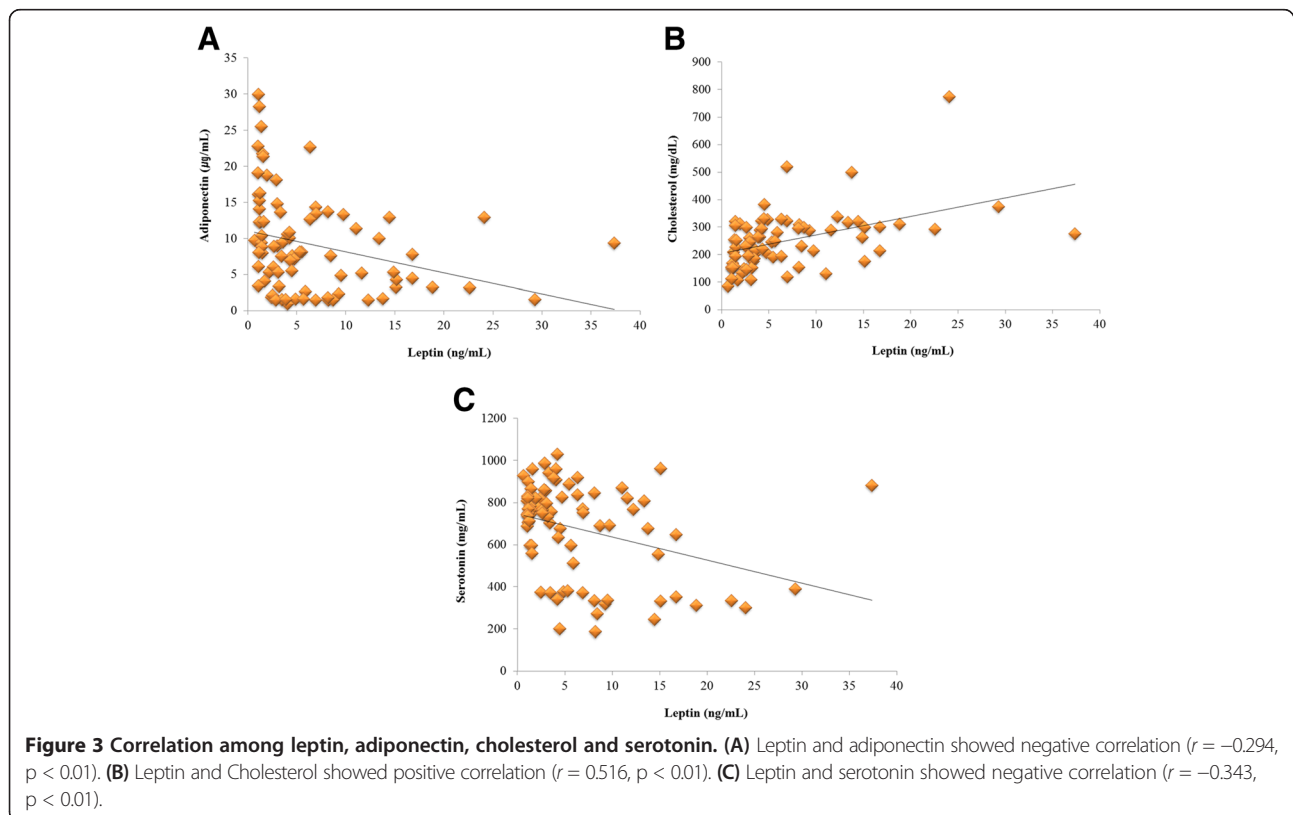 A
35
30
25
20
15
10
5
0
Adiponectin (㎍/mL)
0 5 10 15 20 25 30 35 40
Leptin (ng/mL)
B
900
800
700
600
500
400
300
200
100
0
Cholesterol (mg/dL)
0 5 10 15 20 25 30 35 40
Leptin (ng/mL)
C
1200
1000
800
600
400
200
0
Serotonin (mg/mL)
0 5 10 15 20 25 30 35 40
Leptin (ng/mL)
Figure 3 Correlation among leptin, adiponectin, cholesterol and serotonin. (A) Leptin and adiponectin showed negative correlation (r = −0.294,
p < 0.01). (B) Leptin and Cholesterol showed positive correlation (r = 0.516, p < 0.01). (C) Leptin and serotonin showed negative correlation (r = −0.343,
p < 0.01).